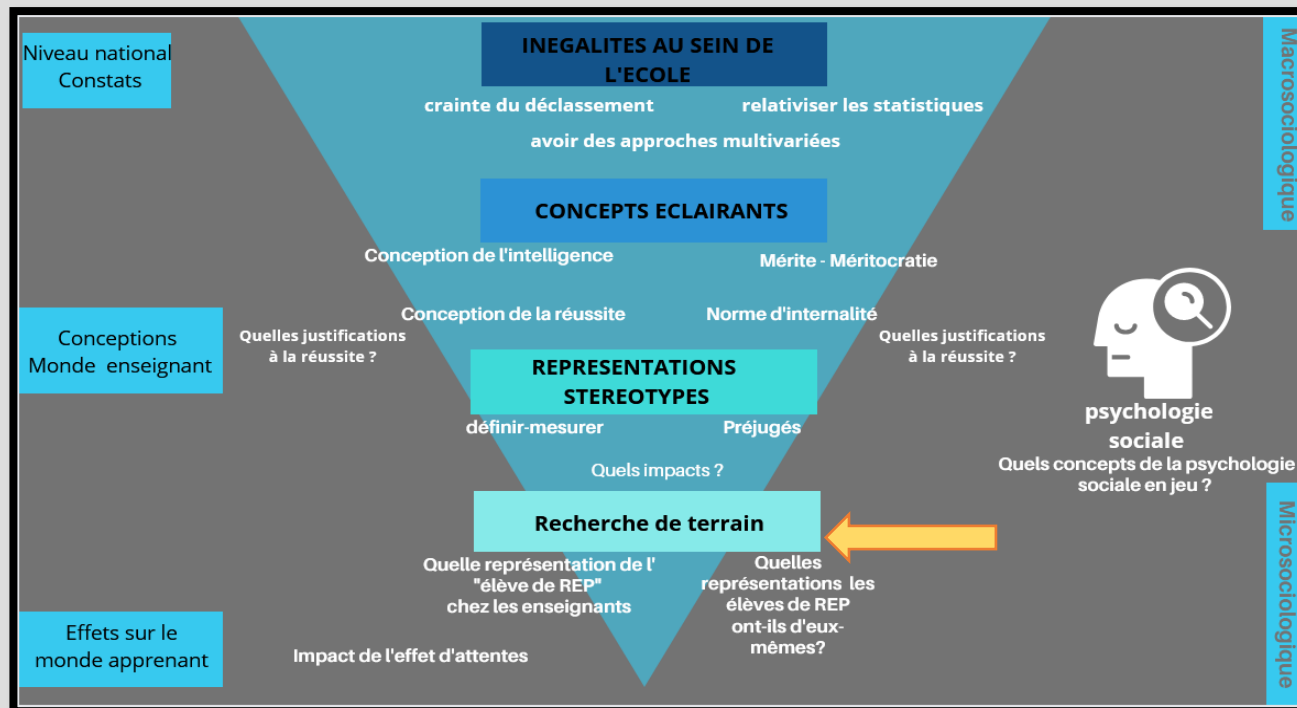 Niveau national
Constats
INEGALITES AU SEIN DE
L'ECOLE
crainte du déclassement
relativiser les statistiques
avoir des approches multivariées
Macrosociologique
CONCEPTS ECLAIRANTS
Conception de l'intelligence
Mérite - Méritocratie
Conception de la réussite
Norme d'internalité
Conceptions
Monde enseignant
Quelles justifications
à la réussite ?
Quelles justifications
à la réussite ?
REPRESENTATIONS
STEREOTYPES
définir-mesurer
Préjugés
Quels impacts ?
psychologie
sociale
Quels concepts de la psychologie
sociale en jeu ?
Recherche de terrain
Quelle représentation de l'
"élève de REP"
chez les enseignants
Quelles
représentations les
élèves de REP
ont-ils d'eux-
mêmes?
Effets sur le
monde apprenant
Impact de l'effet d'attentes
Microsociologique